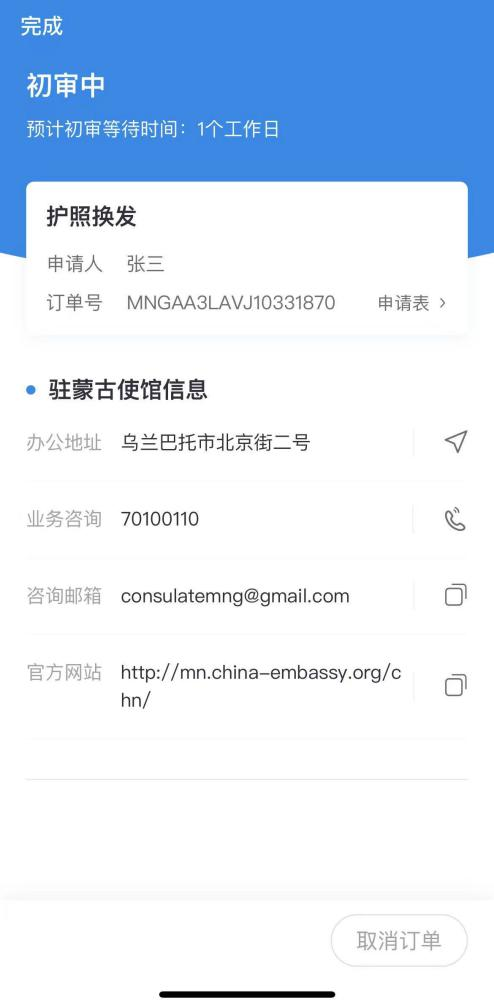 完成
初审中
预计初审等待时间：1个工作日
护照换发
申请人 张三
订单号 MNGAA3LAVJ10331870 申请表 ›
驻蒙古使馆信息
办公地址 乌兰巴托市北京街二号
业务咨询 70100110
咨询邮箱 consulatemng@gmail.com
官方网站 http://mn.china-embassy.org/c
hn/
取消订单